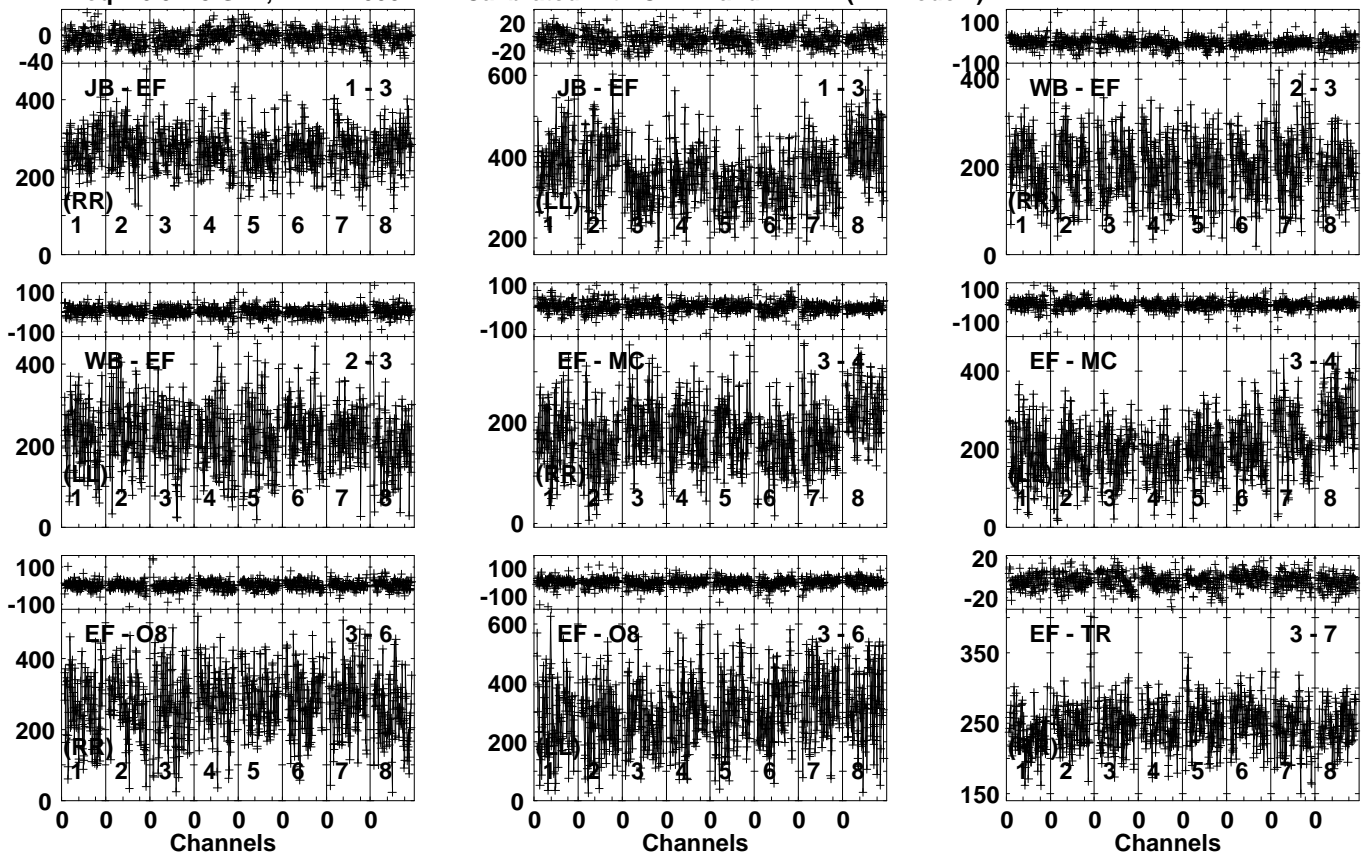 0
-40
JB - EF 1 - 3
400
200
(RR)
1 2 3 4 5 6 7 8
0
20
-20
600
JB - EF 1 - 3
400
(LL)
1 2 3 4 5 6 7 8
200
100
-100
400
WB - EF 2 - 3
200
(RR)
1 2 3 4 5 6 7 8
0
100
-100
400
WB - EF 2 - 3
200
(LL)
1 2 3 4 5 6 7 8
0
100
-100
EF - MC 3 - 4
200
(RR)
1 2 3 4 5 6 7 8
0
100
-100
400
EF - MC 3 - 4
200
(LL)
1 2 3 4 5 6 7 8
0
100
-100
EF - O8 3 - 6
400
200
(RR)
1 2 3 4 5 6 7 8
0
0 0 0 0 0 0 0 0
Channels
100
-100
600
EF - O8 3 - 6
400
200
(LL)
1 2 3 4 5 6 7 8
0
0 0 0 0 0 0 0 0
Channels
20
-20
EF - TR 3 - 7
350
250
1 2 3 4 5 6 7 8
150
0 0 0 0 0 0 0 0
Channels